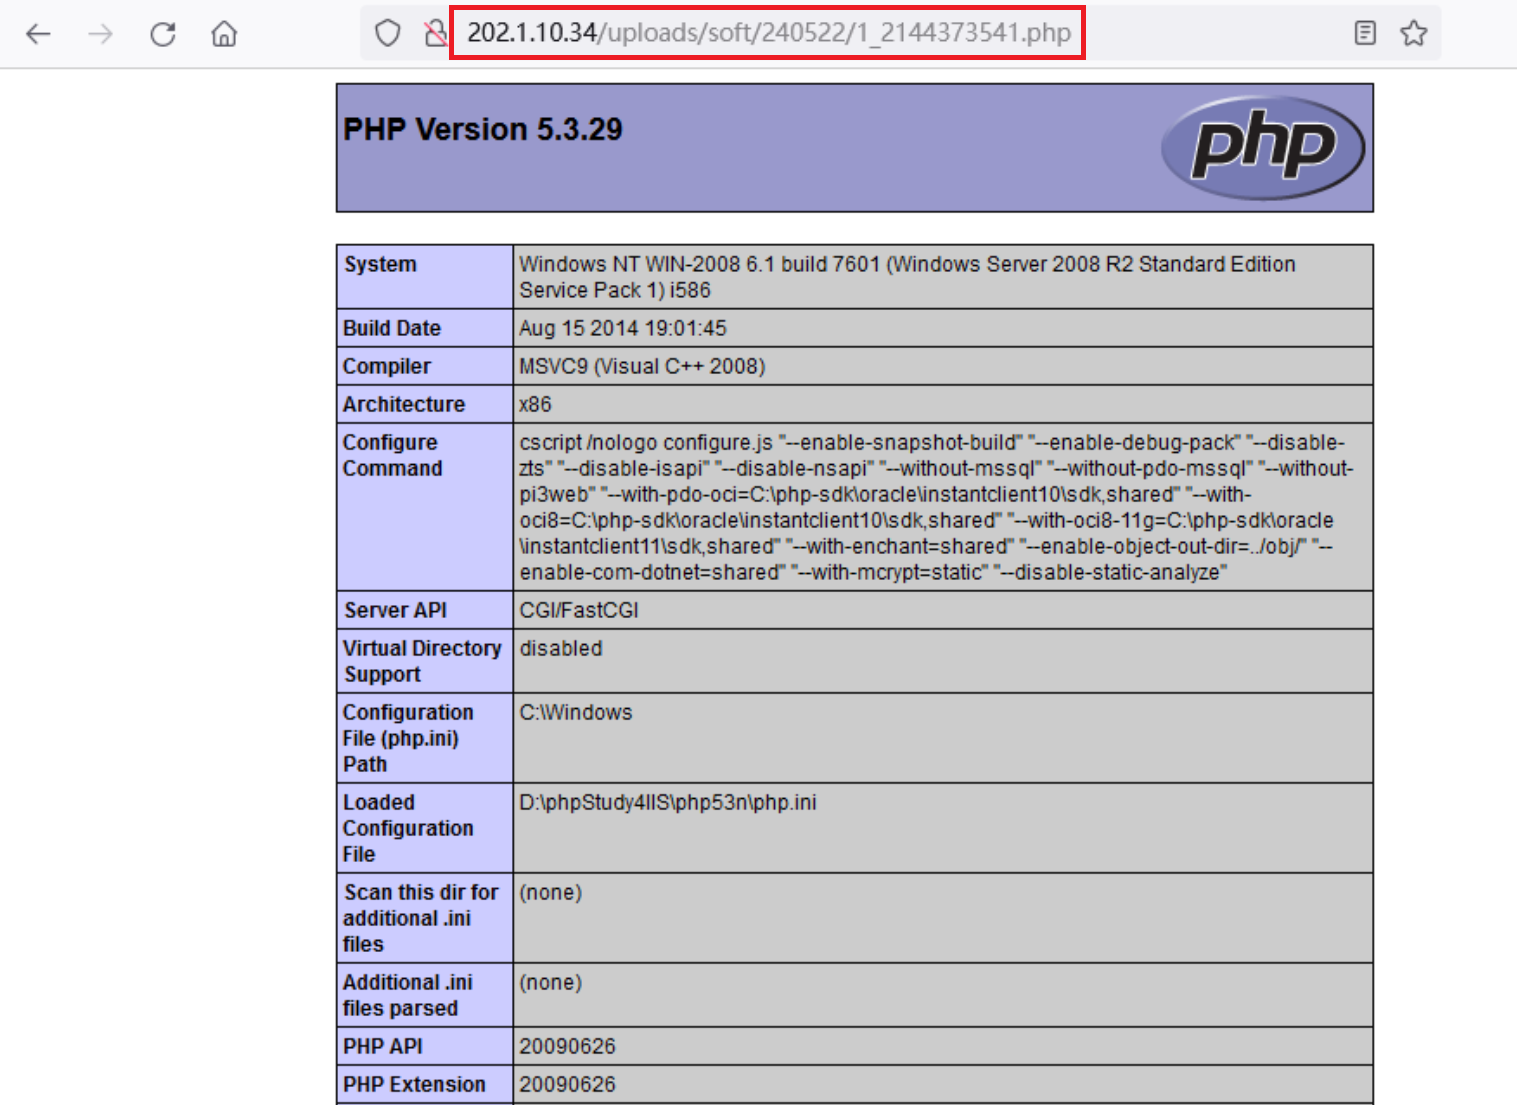 202.1.10.34/uploads/soft/240522/1_2144373541.php
PHP Version 5.3.29
php
System
Windows NT WIN-2008 6.1 build 7601 (Windows Server 2008 R2 Standard Edition
Service Pack 1) i586
Build Date
Aug 15 2014 19:01:45
Compiler
MSVC9 (Visual C++ 2008)
Architecture
x86
Configure
Command
cscript /nologo configure.js "--enable-snapshot-build" "--enable-debug-pack" "--disable-
zts" "--disable-isapi" "--disable-nsapi" "--without-mssql" "--without-pdo-mssql" "--without-
pi3web" "--with-pdo-oci=C:\php-sdk\oracle\instantclient10\sdk,shared" "--with-
oci8=C:\php-sdk\oracle\instantclient10\sdk,shared" "--with-oci8-11g=C:\php-sdk\oracle
\instantclient11\sdk,shared" "--with-enchant=shared" "--enable-object-out-dir=../obj/" "--
enable-com-dotnet=shared" "--with-mcrypt=static" "--disable-static-analyze"
Server API
CGI/FastCGI
Virtual Directory
Support
disabled
Configuration
File (php.ini)
Path
C:\Windows
Loaded
Configuration
File
D:\phpStudy4IIS\php53n\php.ini
Scan this dir for
additional .ini
files
(none)
Additional .ini
files parsed
(none)
PHP API
20090626
PHP Extension
20090626